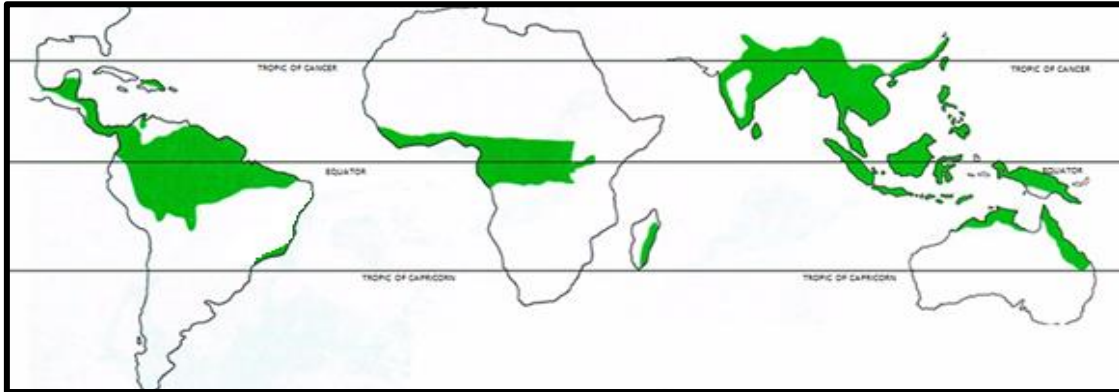 TROPIC OF CANCER
TROPIC OF CANCER
EQUATOR
EQUATOR
TROPIC OF CAPRICORN
TROPIC OF CAPRICORN